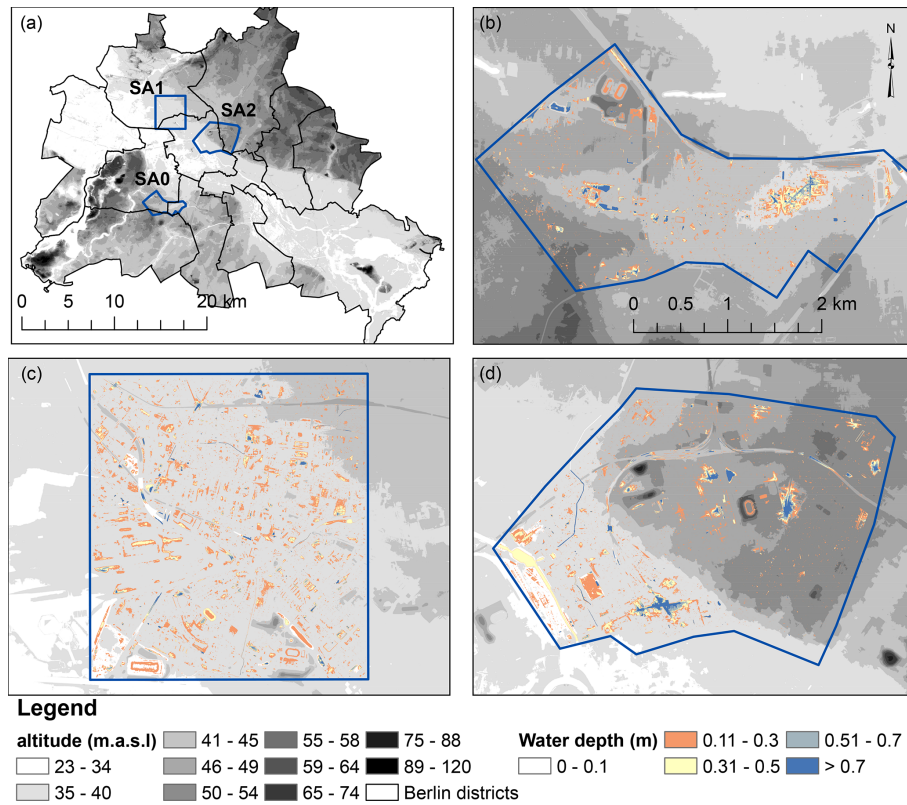 (a)
SA1
SA2
SA0
0 5 10 20 km
(b)
N
0 0.5 1 2 km
(c)
(d)
Legend
altitude (m.a.s.l)
23 - 34
35 - 40
41 - 45
46 - 49
50 - 54
55 - 58
59 - 64
65 - 74
75 - 88
89 - 120
Berlin districts
Water depth (m)
0 - 0.1
0.11 - 0.3
0.31 - 0.5
0.51 - 0.7
> 0.7